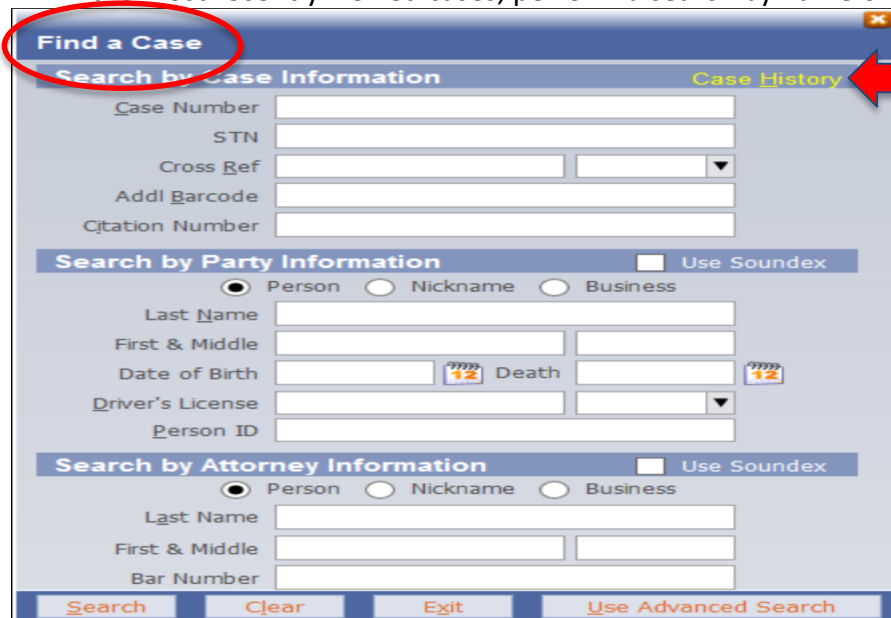 Find a Case
Search by Case Information Case History
Case Number
STN
Cross Ref
Addl Barcode
Citation Number
Search by Party Information Use Soundex
Person Nickname Business
Last Name
First & Middle
Date of Birth 12 Death 12
Driver's License
Person ID
Search by Attorney Information Use Soundex
Person Nickname Business
Last Name
First & Middle
Bar Number
Search Clear Exit Use Advanced Search